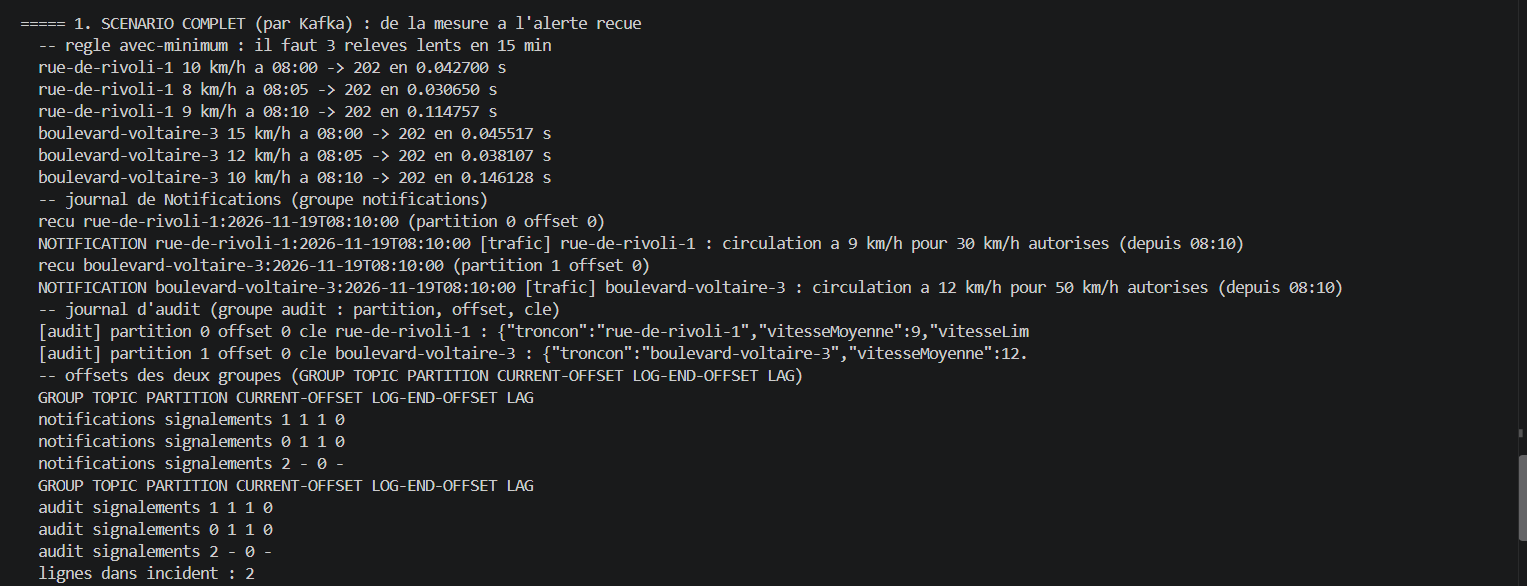 ===== 1. SCENARIO COMPLET (par Kafka) : de la mesure a l'alerte recue
-- regle avec-minimum : il faut 3 releves lents en 15 min
rue-de-rivoli-1 10 km/h a 08:00 -> 202 en 0.042700 s
rue-de-rivoli-1 8 km/h a 08:05 -> 202 en 0.030650 s
rue-de-rivoli-1 9 km/h a 08:10 -> 202 en 0.114757 s
boulevard-voltaire-3 15 km/h a 08:00 -> 202 en 0.045517 s
boulevard-voltaire-3 12 km/h a 08:05 -> 202 en 0.038107 s
boulevard-voltaire-3 10 km/h a 08:10 -> 202 en 0.146128 s
-- journal de Notifications (groupe notifications)
recu rue-de-rivoli-1:2026-11-19T08:10:00 (partition 0 offset 0)
NOTIFICATION rue-de-rivoli-1:2026-11-19T08:10:00 [trafic] rue-de-rivoli-1 : circulation a 9 km/h pour 30 km/h autorises (depuis 08:10)
recu boulevard-voltaire-3:2026-11-19T08:10:00 (partition 1 offset 0)
NOTIFICATION boulevard-voltaire-3:2026-11-19T08:10:00 [trafic] boulevard-voltaire-3 : circulation a 12 km/h pour 50 km/h autorises (depuis 08:10)
-- journal d'audit (groupe audit : partition, offset, cle)
[audit] partition 0 offset 0 cle rue-de-rivoli-1 : {"troncon":"rue-de-rivoli-1","vitesseMoyenne":9,"vitesseLim
[audit] partition 1 offset 0 cle boulevard-voltaire-3 : {"troncon":"boulevard-voltaire-3","vitesseMoyenne":12.
-- offsets des deux groupes (GROUP TOPIC PARTITION CURRENT-OFFSET LOG-END-OFFSET LAG)
GROUP TOPIC PARTITION CURRENT-OFFSET LOG-END-OFFSET LAG
notifications signalements 1 1 1 0
notifications signalements 0 1 1 0
notifications signalements 2 - 0 -
GROUP TOPIC PARTITION CURRENT-OFFSET LOG-END-OFFSET LAG
audit signalements 1 1 1 0
audit signalements 0 1 1 0
audit signalements 2 - 0 -
lignes dans incident : 2